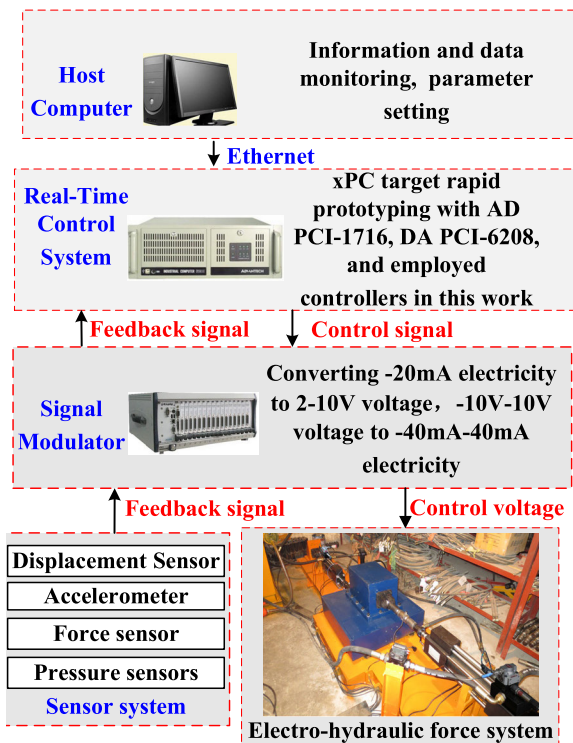 Host
Computer
Information and data
monitoring, parameter
setting
Ethernet
Real-Time
Control
System
xPC target rapid
prototyping with AD
PCI-1716, DA PCI-6208,
and employed
controllers in this work
INDUSTRIAL COMPUTER
ADVANTECH
Feedback signal
Control signal
Signal
Modulator
Converting -20mA electricity
to 2-10V voltage，-10V-10V
voltage to -40mA-40mA
electricity
Feedback signal
Control voltage
Displacement Sensor
Accelerometer
Force sensor
Pressure sensors
Sensor system
Electro-hydraulic force system